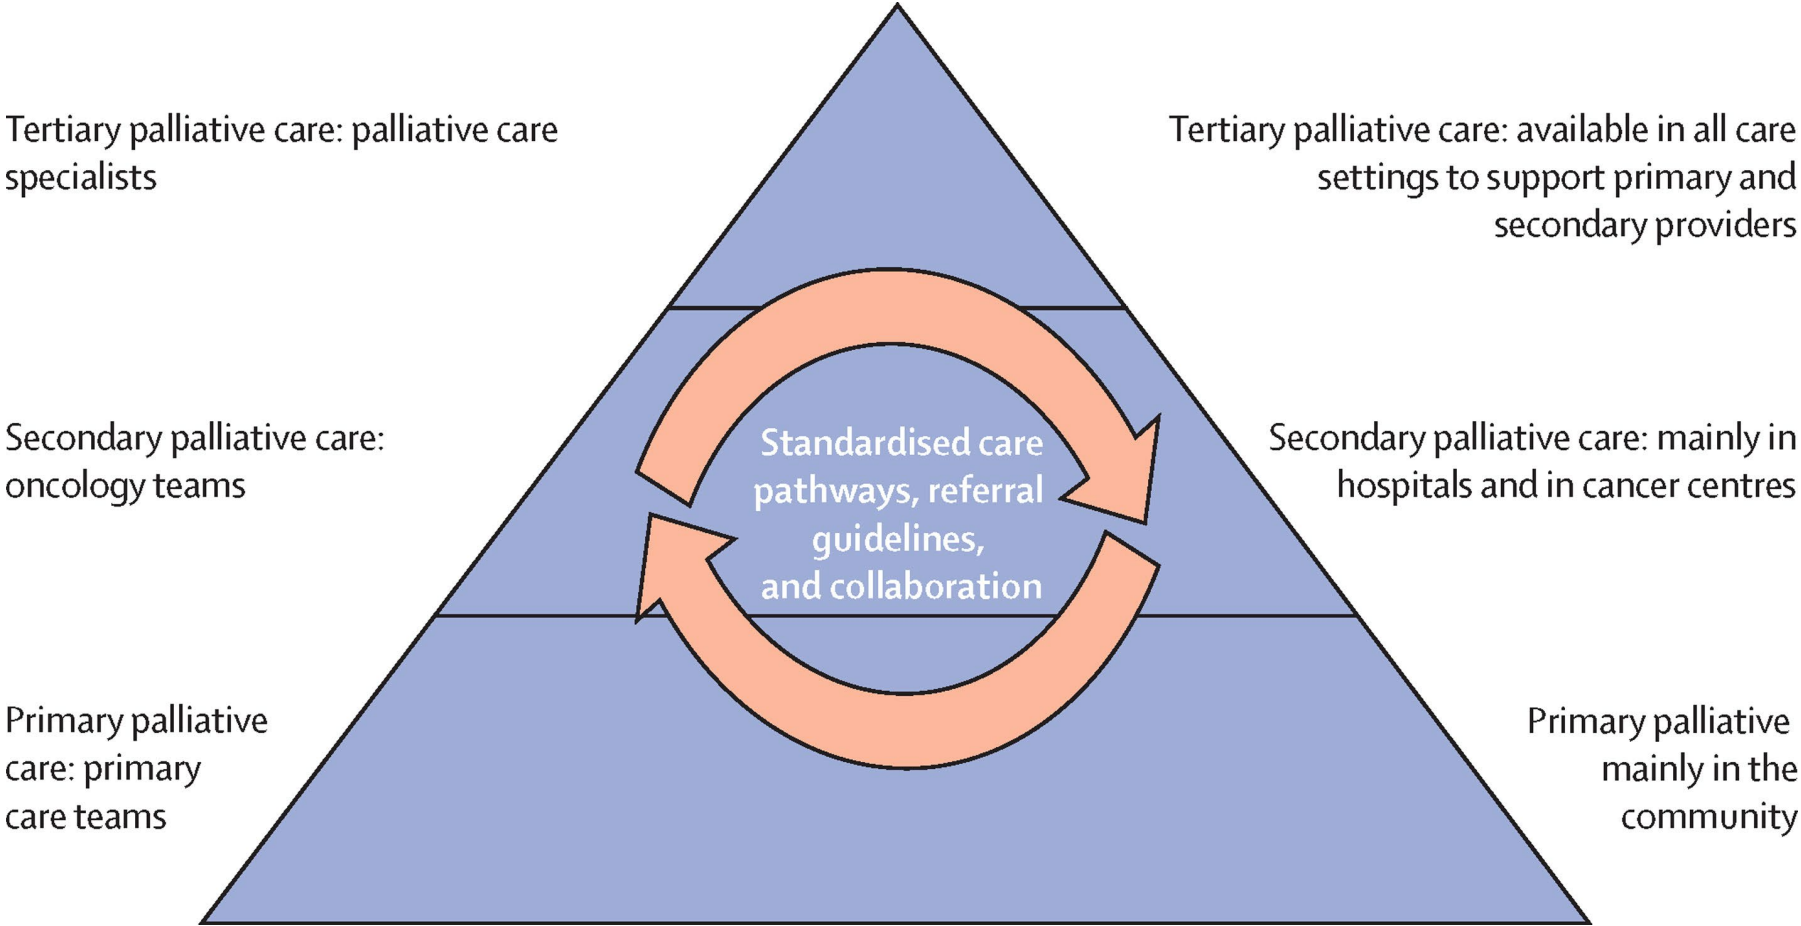 Tertiary palliative care: palliative care
specialists
Tertiary palliative care: available in all care
settings to support primary and
secondary providers
Secondary palliative care:
oncology teams
Standardised care
pathways, referral
guidelines,
and collaboration
Secondary palliative care: mainly in
hospitals and in cancer centres
Primary palliative
care: primary
care teams
Primary palliative
mainly in the
community